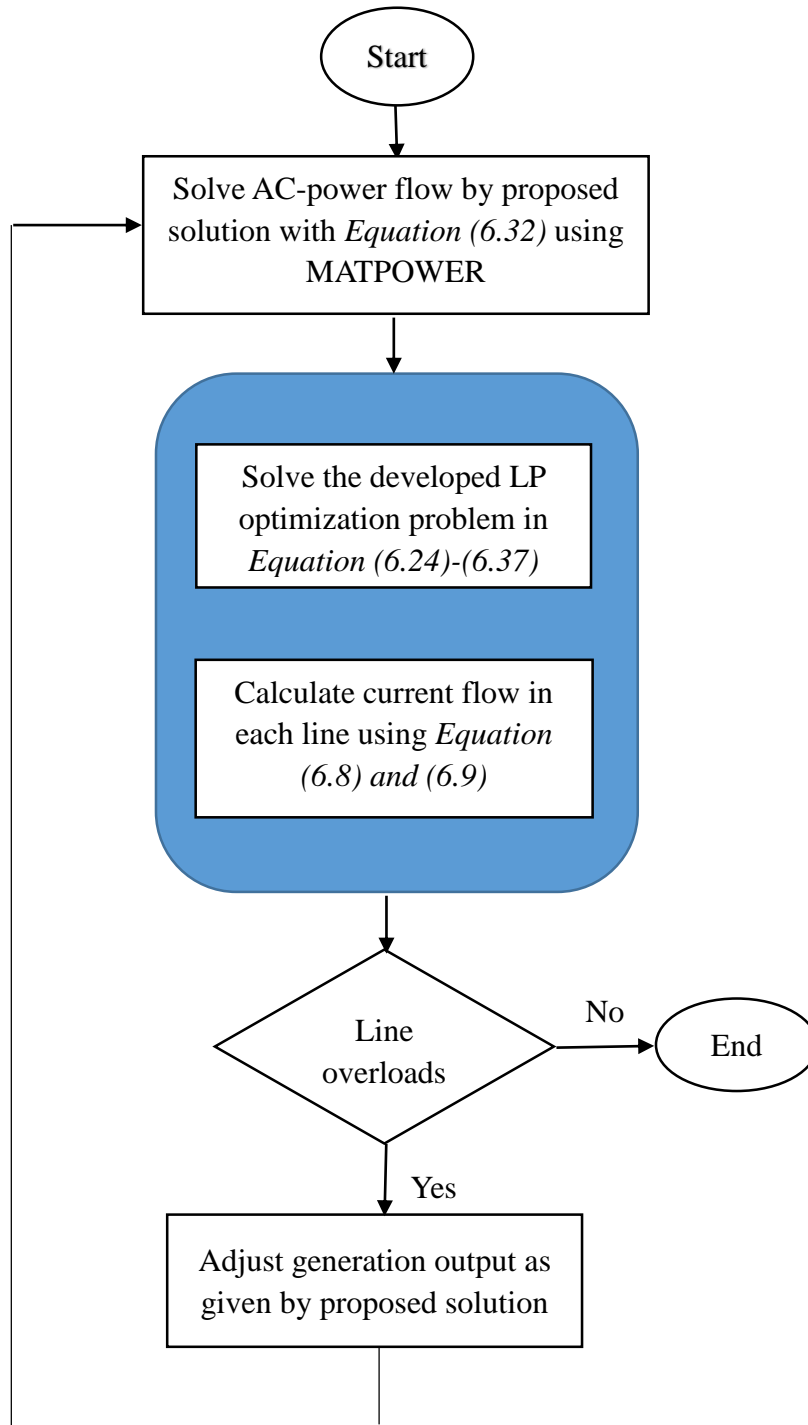 Start
Solve AC-power flow by proposed
solution with Equation (6.32) using
MATPOWER
Solve the developed LP
optimization problem in
Equation (6.24)-(6.37)
Calculate current flow in
each line using Equation
(6.8) and (6.9)
Line
overloads
No
End
Yes
Adjust generation output as
given by proposed solution